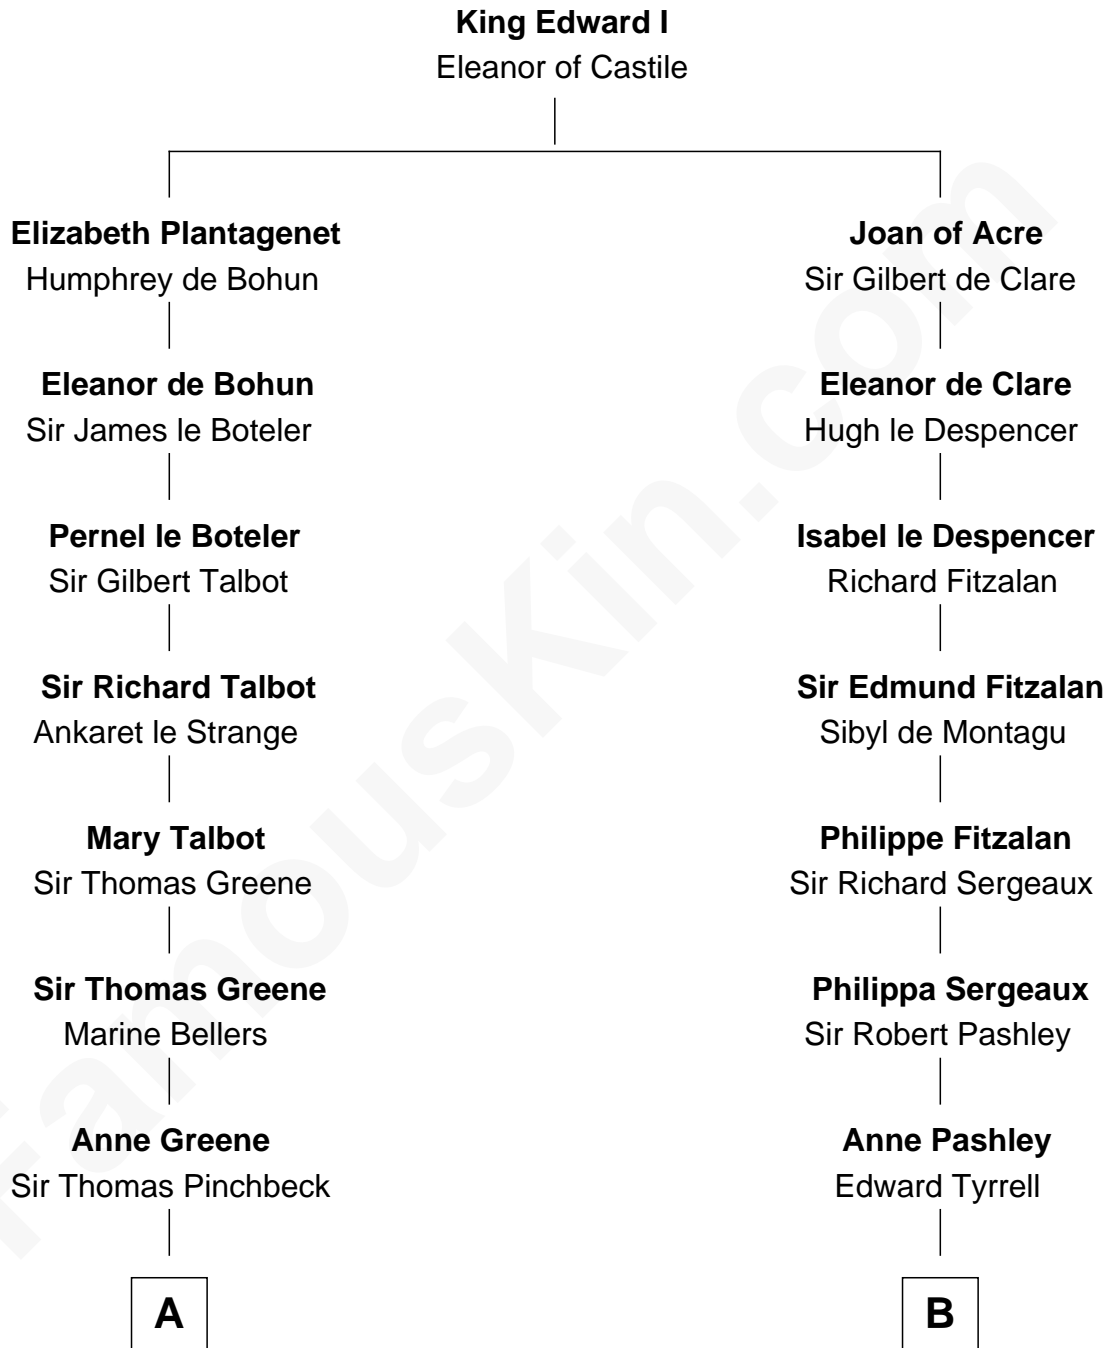 King Edward I
Eleanor of Castile
Elizabeth Plantagenet
Humphrey de Bohun
Joan of Acre
Sir Gilbert de Clare
Eleanor de Bohun
Sir James le Boteler
Eleanor de Clare
Hugh le Despencer
Pernel le Boteler
Sir Gilbert Talbot
Isabel le Despencer
Richard Fitzalan
Sir Richard Talbot
Ankaret le Strange
Sir Edmund Fitzalan
Sibyl de Montagu
Mary Talbot
Sir Thomas Greene
Philippe Fitzalan
Sir Richard Sergeaux
Sir Thomas Greene
Marine Bellers
Philippa Sergeaux
Sir Robert Pashley
Anne Greene
Sir Thomas Pinchbeck
Anne Pashley
Edward Tyrrell
A
B
FamousKin.com